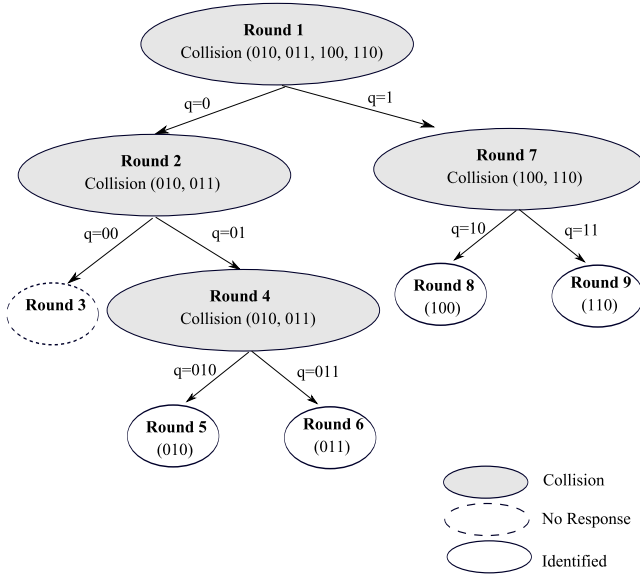 Round 1
Collision (010, 011, 100, 110)
q=0
q=1
Round 2
Collision (010, 011)
Round 7
Collision (100, 110)
q=00
q=01
q=10
q=11
Round 3
Round 4
Collision (010, 011)
Round 8
(100)
Round 9
(110)
q=010
q=011
Round 5
(010)
Round 6
(011)
Collision
No Response
Identified